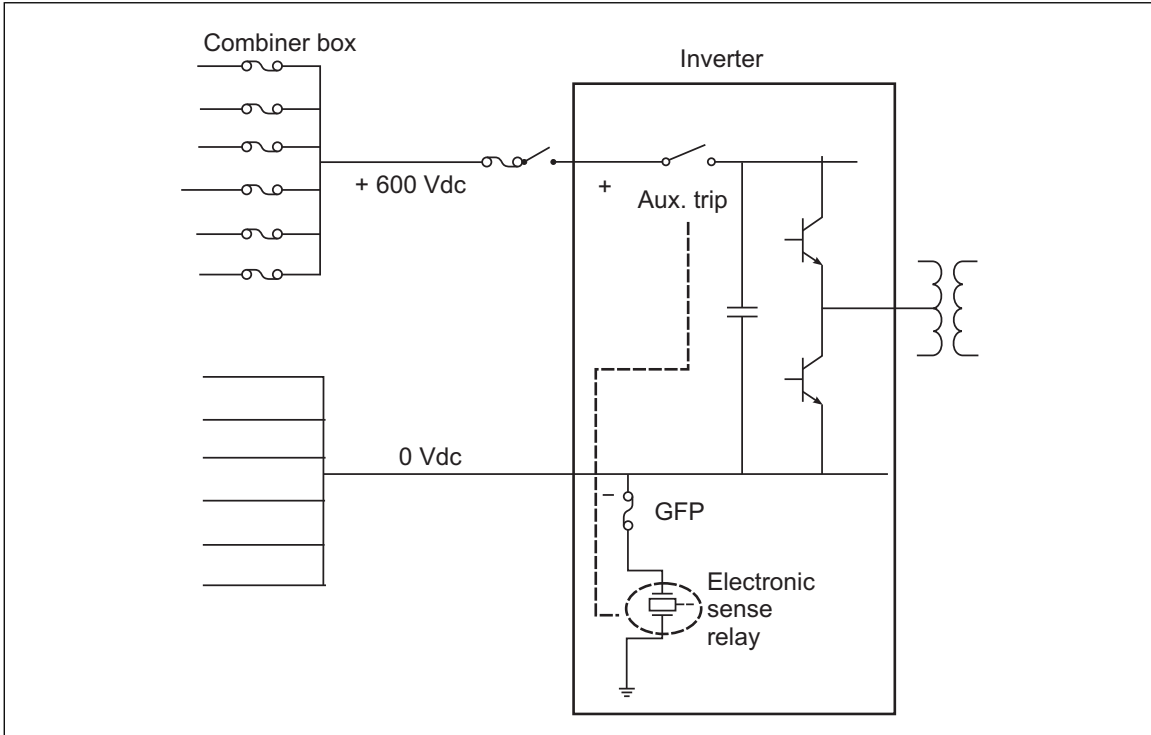 Combiner box
Inverter
+ 600 Vdc
+
Aux. trip
0 Vdc
–
GFP
Electronic
sense
relay